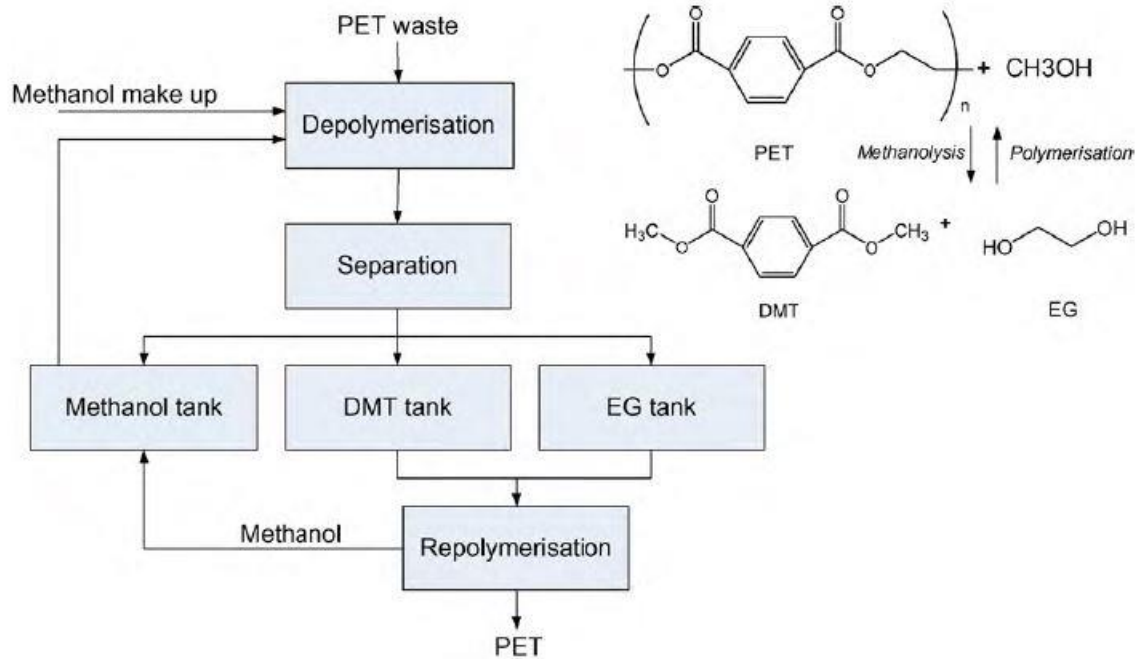 PET waste
Methanol make up
Depolymerisation
Separation
Methanol tank
DMT tank
EG tank
Methanol
Repolymerisation
PET
O
O
O
O
n
+ CH3OH
PET
Methanolysis
Polymerisation
O
O
H₃C
O
O
CH₃
+
HO
OH
DMT
EG